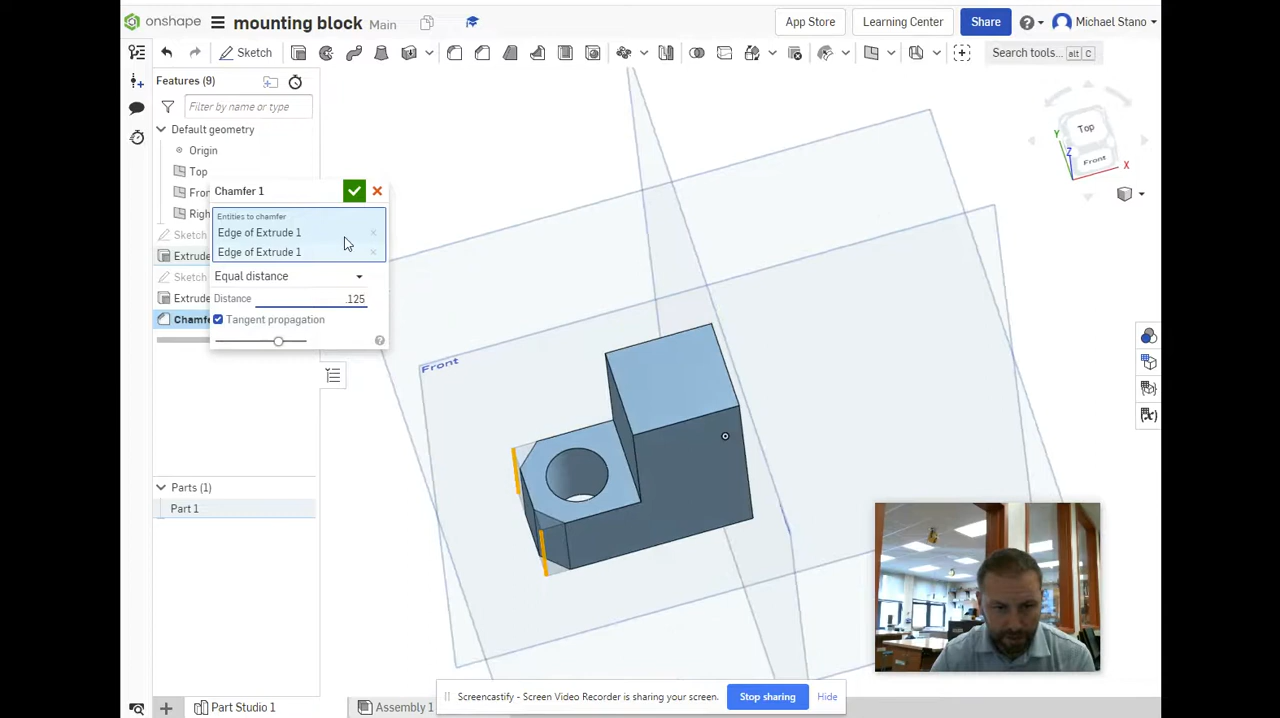 onshape mounting block Main App Store Learning Center Share Michael Stano
Sketch Search tools... alt C
Features (9)
Filter by name or type
Default geometry
Origin
Top
Fron
Righ
Sketch
Extrude
Sketch
Extrude
Chamfe
Chamfer 1
Entities to chamfer
Edge of Extrude 1
Edge of Extrude 1
Equal distance
Distance .125
Tangent propagation
Front
Top
Front
Y
Z
X
Parts (1)
Part 1
Part Studio 1 Assembly 1
Screencastify - Screen Video Recorder is sharing your screen. Stop sharing Hide